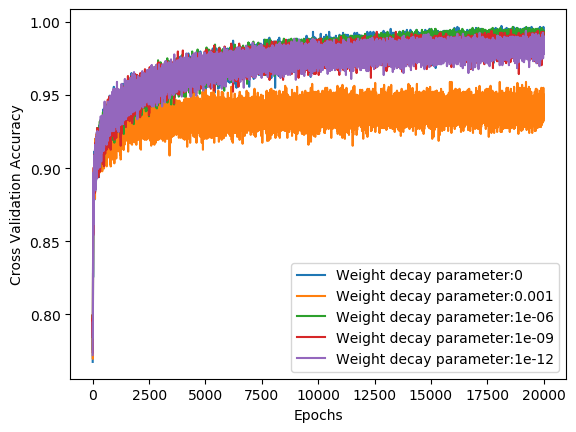 1.00
0.95
0.90
0.85
0.80
Cross Validation Accuracy
Weight decay parameter:0
Weight decay parameter:0.001
Weight decay parameter:1e-06
Weight decay parameter:1e-09
Weight decay parameter:1e-12
0 2500 5000 7500 10000 12500 15000 17500 20000
Epochs